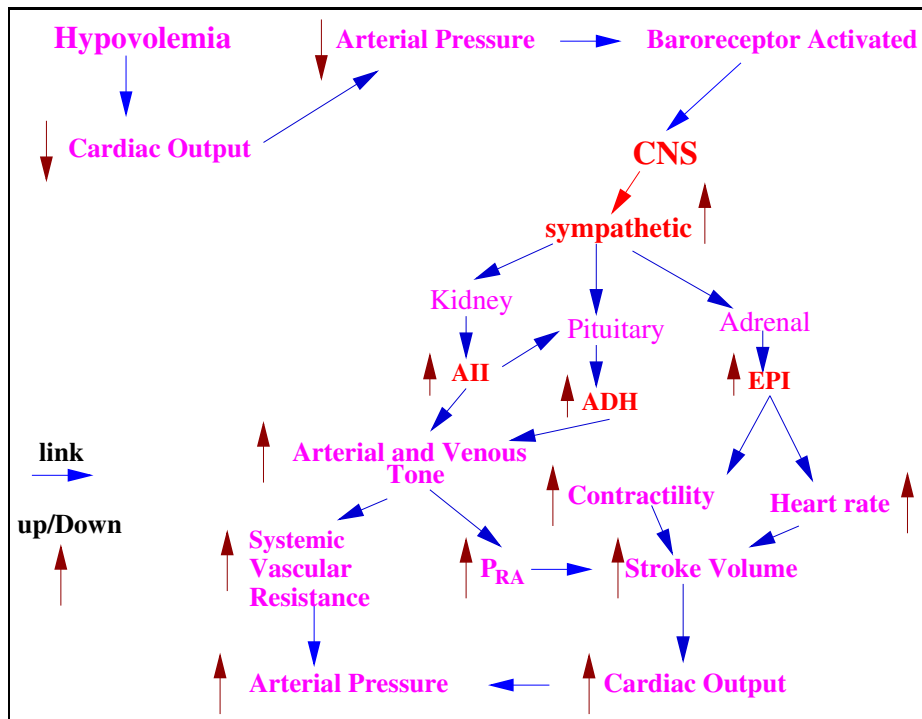 Hypovolemia
Arterial Pressure
Baroreceptor Activated
Cardiac Output
CNS
sympathetic
Kidney
Pituitary
Adrenal
AII
EPI
ADH
Arterial and Venous
Tone
link
Contractility
Heart rate
up/Down
Systemic
Vascular
Resistance
PRA
Stroke Volume
Arterial Pressure
Cardiac Output